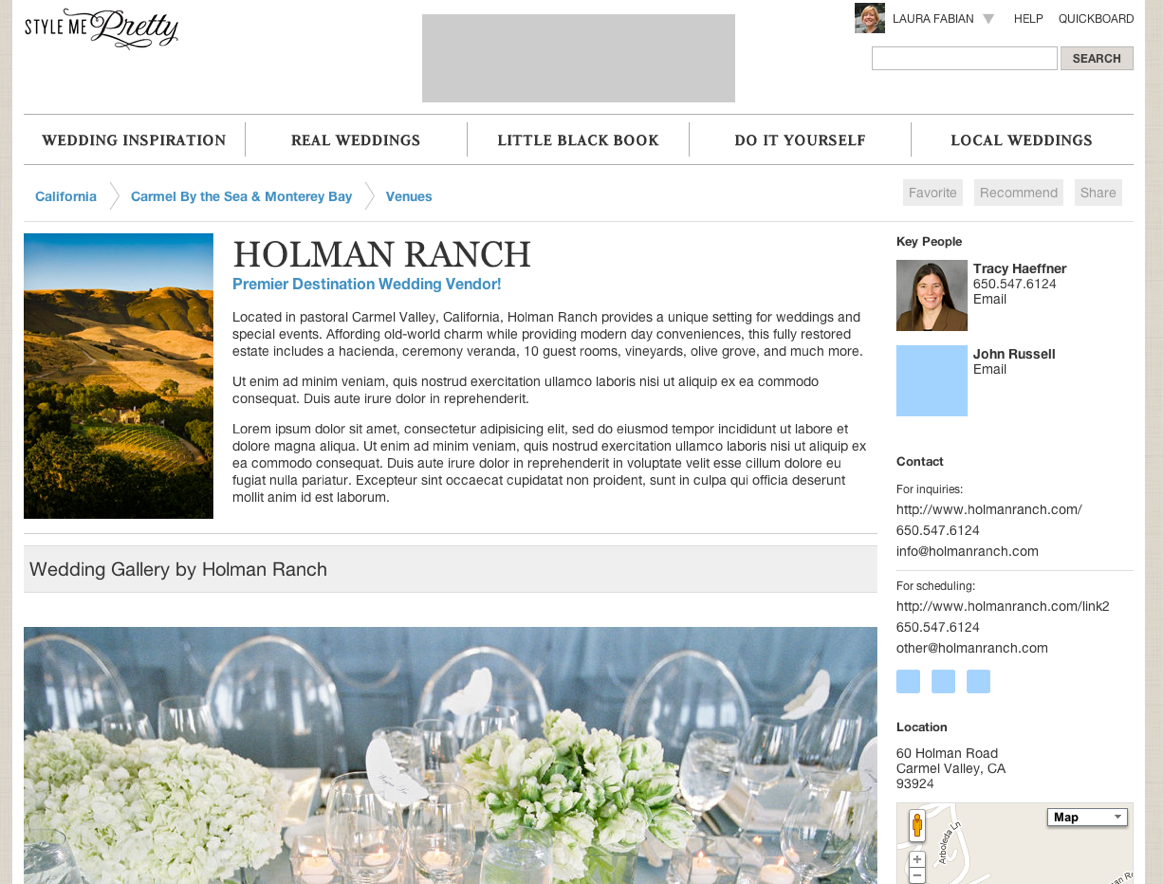 STYLE ME Pretty
LAURA FABIAN
HELP
QUICKBOARD
SEARCH
WEDDING INSPIRATION
REAL WEDDINGS
LITTLE BLACK BOOK
DO IT YOURSELF
LOCAL WEDDINGS
California
Carmel By the Sea & Monterey Bay
Venues
Favorite
Recommend
Share
HOLMAN RANCH
Premier Destination Wedding Vendor!
Located in pastoral Carmel Valley, California, Holman Ranch provides a unique setting for weddings and
special events. Affording old-world charm while providing modern day conveniences, this fully restored
estate includes a hacienda, ceremony veranda, 10 guest rooms, vineyards, olive grove, and much more.
Ut enim ad minim veniam, quis nostrud exercitation ullamco laboris nisi ut aliquip ex ea commodo
consequat. Duis aute irure dolor in reprehenderit.
Lorem ipsum dolor sit amet, consectetur adipisicing elit, sed do eiusmod tempor incididunt ut labore et
dolore magna aliqua. Ut enim ad minim veniam, quis nostrud exercitation ullamco laboris nisi ut aliquip ex
ea commodo consequat. Duis aute irure dolor in reprehenderit in voluptate velit esse cillum dolore eu
fugiat nulla pariatur. Excepteur sint occaecat cupidatat non proident, sunt in culpa qui officia deserunt
mollit anim id est laborum.
Wedding Gallery by Holman Ranch
Key People
Tracy Haeffner
650.547.6124
Email
John Russell
Email
Contact
For inquiries:
http://www.holmanranch.com/
650.547.6124
info@holmanranch.com
For scheduling:
http://www.holmanranch.com/link2
650.547.6124
other@holmanranch.com
Location
60 Holman Road
Carmel Valley, CA
93924
Map
Arboleda Ln